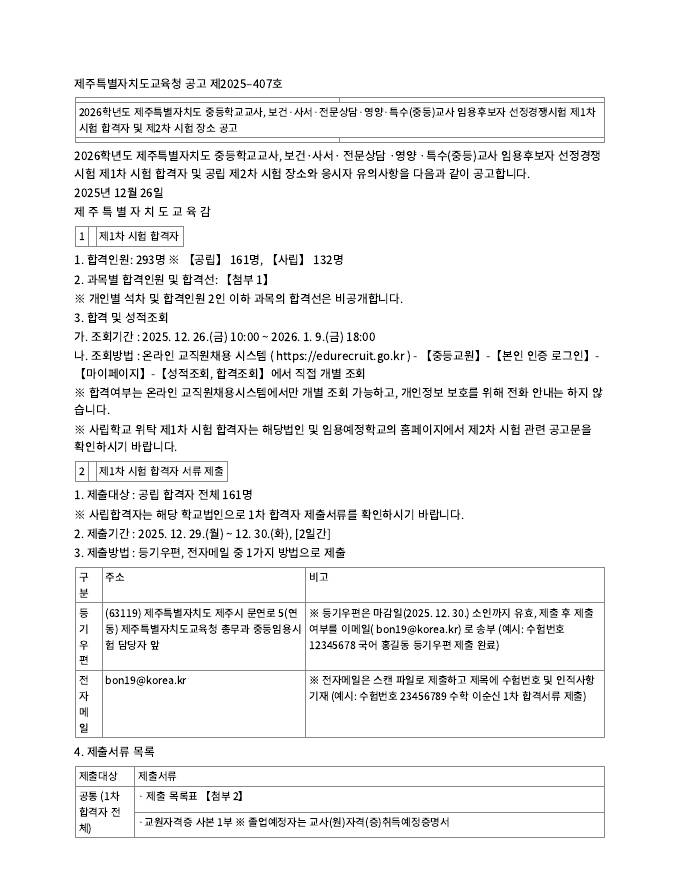 제주특별자치도교육청 공고 제2025–407호
2026학년도 제주특별자치도 중등학교교사, 보건·사서·전문상담·영양·특수(중등)교사 임용후보자 선정경쟁시험 제1차
시험 합격자 및 제2차 시험 장소 공고
2026학년도 제주특별자치도 중등학교교사, 보건·사서· 전문상담 ·영양 ·특수(중등)교사 임용후보자 선정경쟁
시험 제1차 시험 합격자 및 공립 제2차 시험 장소와 응시자 유의사항을 다음과 같이 공고합니다.
2025년 12월 26일
제 주 특 별 자 치 도 교 육 감
1 제1차 시험 합격자
1. 합격인원: 293명 ※ 【공립】 161명, 【사립】 132명
2. 과목별 합격인원 및 합격선: 【첨부 1】
※ 개인별 석차 및 합격인원 2인 이하 과목의 합격선은 비공개합니다.
3. 합격 및 성적조회
가. 조회기간 : 2025. 12. 26.(금) 10:00 ~ 2026. 1. 9.(금) 18:00
나. 조회방법 : 온라인 교직원채용 시스템 ( https://edurecruit.go.kr ) - 【중등교원】-【본인 인증 로그인】-
【마이페이지】-【성적조회, 합격조회】에서 직접 개별 조회
※ 합격여부는 온라인 교직원채용시스템에서만 개별 조회 가능하고, 개인정보 보호를 위해 전화 안내는 하지 않
습니다.
※ 사립학교 위탁 제1차 시험 합격자는 해당법인 및 임용예정학교의 홈페이지에서 제2차 시험 관련 공고문을
확인하시기 바랍니다.
2 제1차 시험 합격자 서류 제출
1. 제출대상 : 공립 합격자 전체 161명
※ 사립합격자는 해당 학교법인으로 1차 합격자 제출서류를 확인하시기 바랍니다.
2. 제출기간 : 2025. 12. 29.(월) ~ 12. 30.(화), [2일간]
3. 제출방법 : 등기우편, 전자메일 중 1가지 방법으로 제출
구
분
주소
비고
등
기
우
편
(63119) 제주특별자치도 제주시 문연로 5(연
동) 제주특별자치도교육청 총무과 중등임용시
험 담당자 앞
※ 등기우편은 마감일(2025. 12. 30.) 소인까지 유효, 제출 후 제출
여부를 이메일( bon19@korea.kr) 로 송부 (예시: 수험번호
12345678 국어 홍길동 등기우편 제출 완료)
전
자
메
일
bon19@korea.kr
※ 전자메일은 스캔 파일로 제출하고 제목에 수험번호 및 인적사항
기재 (예시: 수험번호 23456789 수학 이순신 1차 합격서류 제출)
4. 제출서류 목록
제출대상
제출서류
공통 (1차
합격자 전
체)
· 제출 목록표 【첨부 2】
· 교원자격증 사본 1부 ※ 졸업예정자는 교사(원)자격(증)취득예정증명서